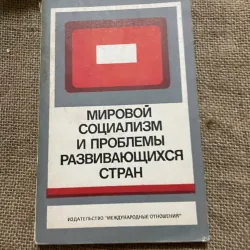 МИРОВОЙ
СОЦИАЛИЗМ
И ПРОБЛЕМЫ
РАЗВИВАЮЩИХСЯ
СТРАН
ИЗДАТЕЛЬСТВО "МЕЖДУНАРОДНЫЕ ОТНОШЕНИЯ"